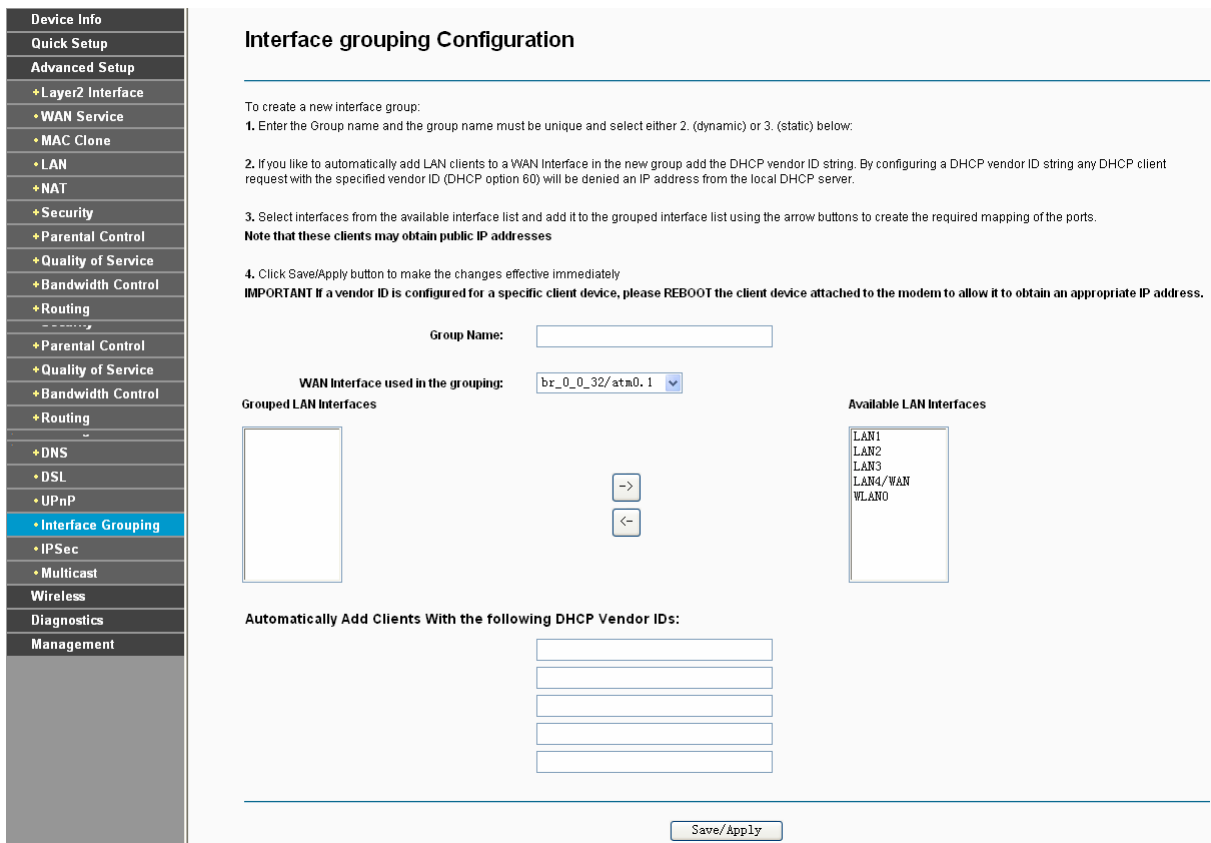 Device Info
Quick Setup
Advanced Setup
+Layer2 Interface
•WAN Service
•MAC Clone
•LAN
+NAT
+Security
+Parental Control
+Quality of Service
+Bandwidth Control
+Routing
+Parental Control
+Quality of Service
+Bandwidth Control
+Routing
+DNS
•DSL
•UPnP
•Interface Grouping
•IPSec
•Multicast
Wireless
Diagnostics
Management
Interface grouping Configuration
To create a new interface group:
1. Enter the Group name and the group name must be unique and select either 2. (dynamic) or 3. (static) below:
2. If you like to automatically add LAN clients to a WAN Interface in the new group add the DHCP vendor ID string. By configuring a DHCP vendor ID string any DHCP client
request with the specified vendor ID (DHCP option 60) will be denied an IP address from the local DHCP server.
3. Select interfaces from the available interface list and add it to the grouped interface list using the arrow buttons to create the required mapping of the ports.
Note that these clients may obtain public IP addresses
4. Click Save/Apply button to make the changes effective immediately
IMPORTANT If a vendor ID is configured for a specific client device, please REBOOT the client device attached to the modem to allow it to obtain an appropriate IP address.
Group Name:
WAN Interface used in the grouping: br_0_0_32/atm0.1
Grouped LAN Interfaces
Available LAN Interfaces
LAN1
LAN2
LAN3
LAN4/WAN
WLAN0
->
<-
Automatically Add Clients With the following DHCP Vendor IDs:
Save/Apply